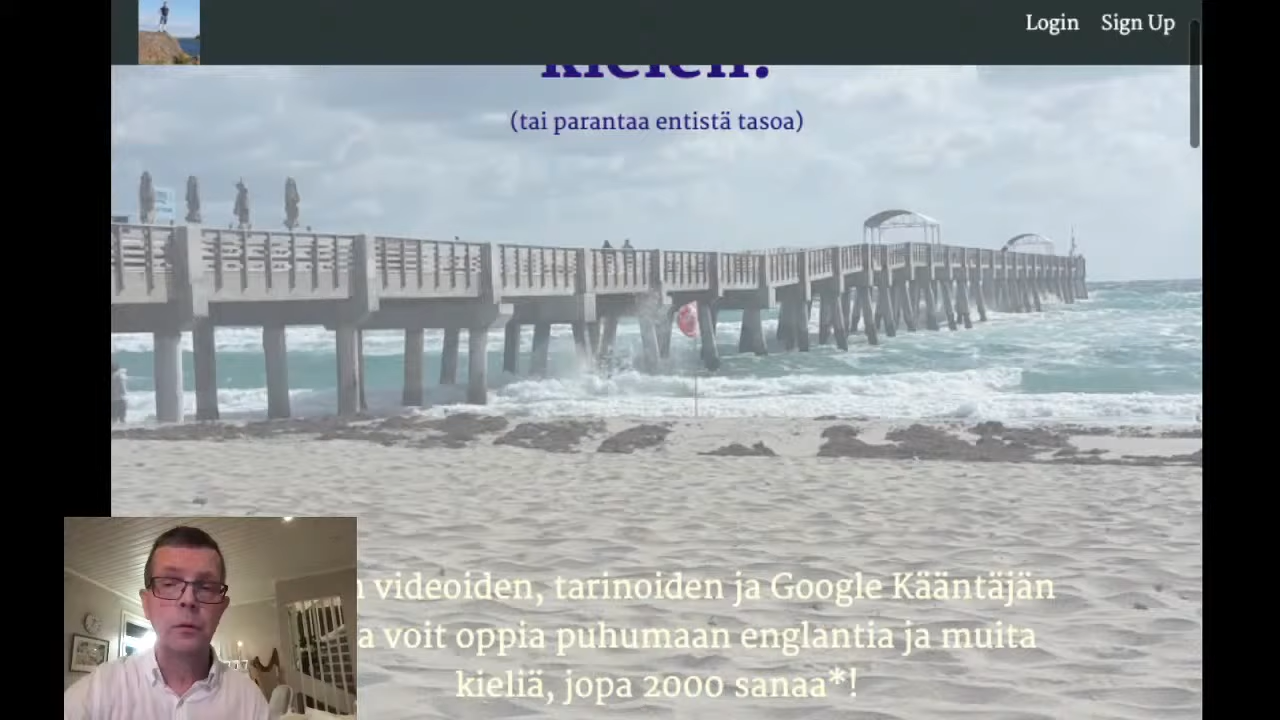 Login Sign Up
kielen?
(tai parantaa entistä tasoa)
videoiden, tarinoiden ja Google Kääntäjän
voit oppia puhumaan englantia ja muita
kieliä, jopa 2000 sanaa*!